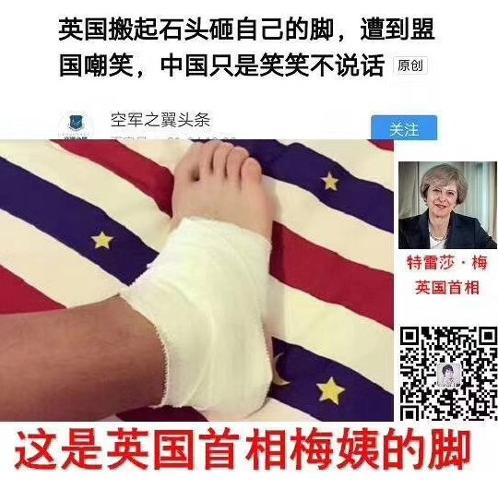 英国搬起石头砸自己的脚，遭到盟
国嘲笑，中国只是笑笑不说话 原创
空军之翼头条
关注
特雷莎·梅
英国首相
这是英国首相梅姨的脚